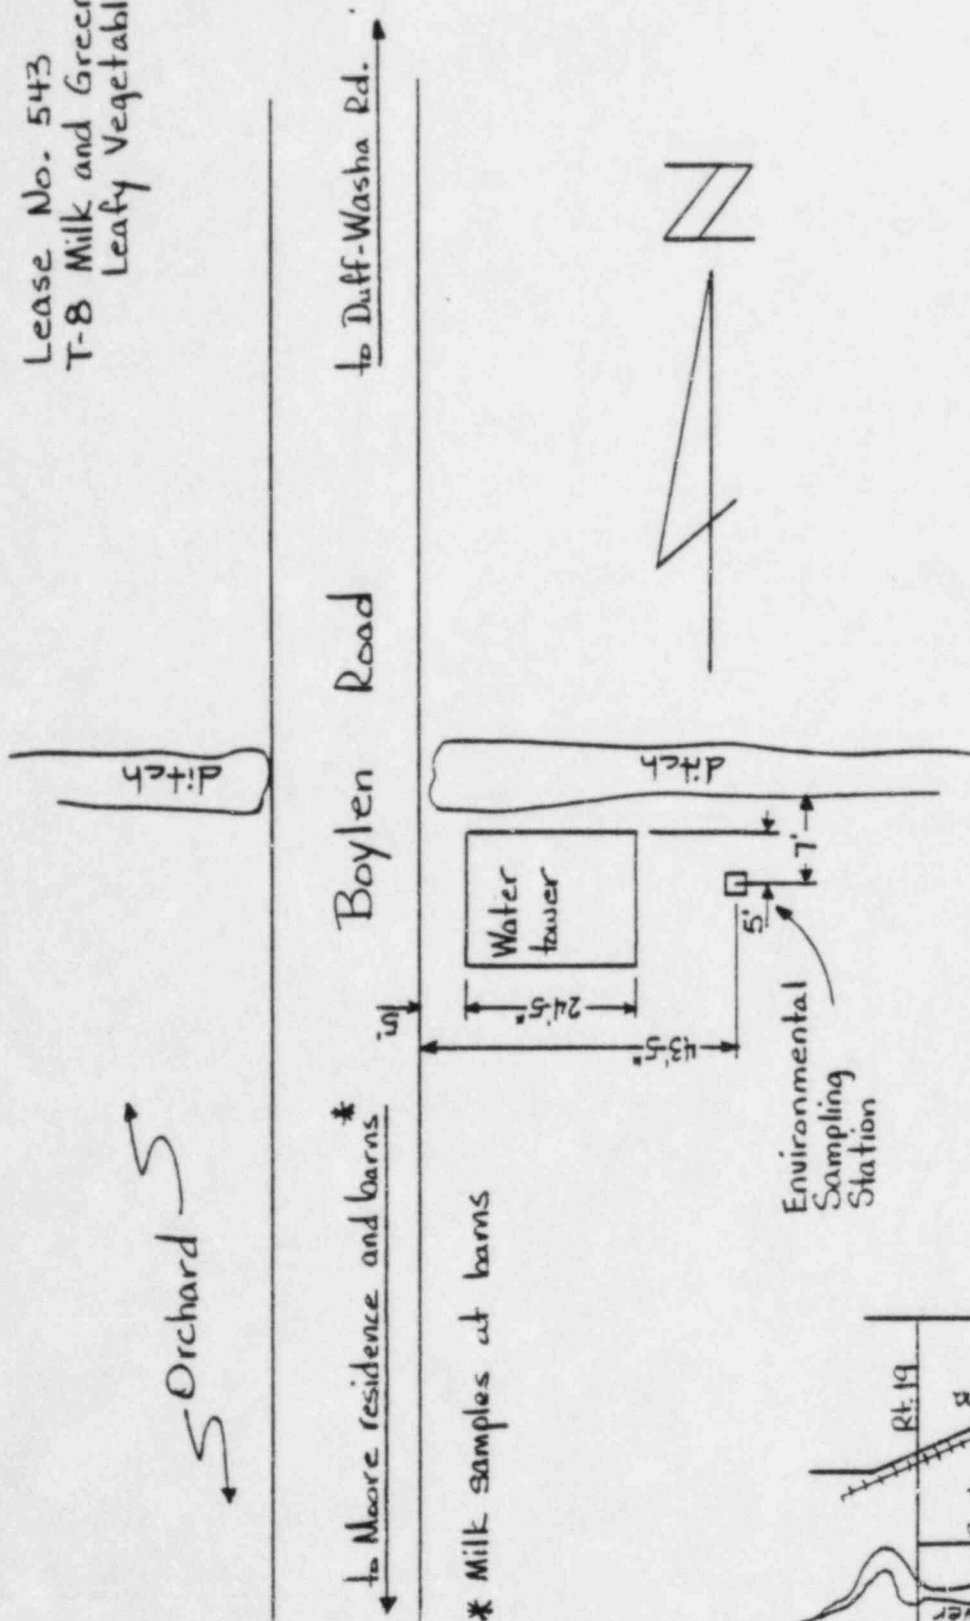 Lease No. 543
T-8 Milk and Green
Leafy
to Duff-Washa Rd.
Boylen Road
ditch
ditch
Water
tower
N
7'
5'
24'-5"
43'-5"
Environmental
Sampling
Station
Orchard
to Moore residence and barns*
* Milk samples at barns
Rt. 19